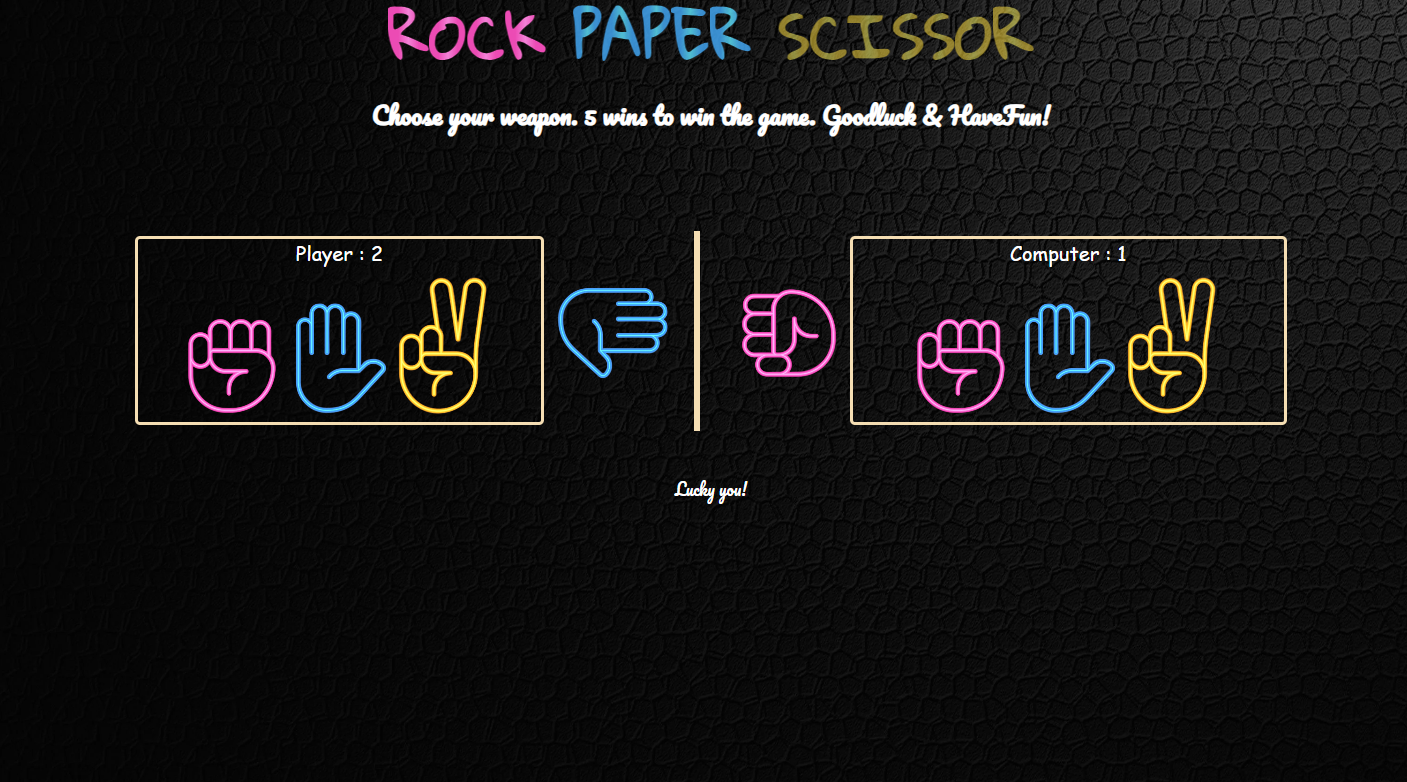 ROCK PAPER SCISSOR
Choose your weapon. 5 wins to win the game. Goodluck & HaveFun!
Player : 2
Computer : 1
Lucky you!